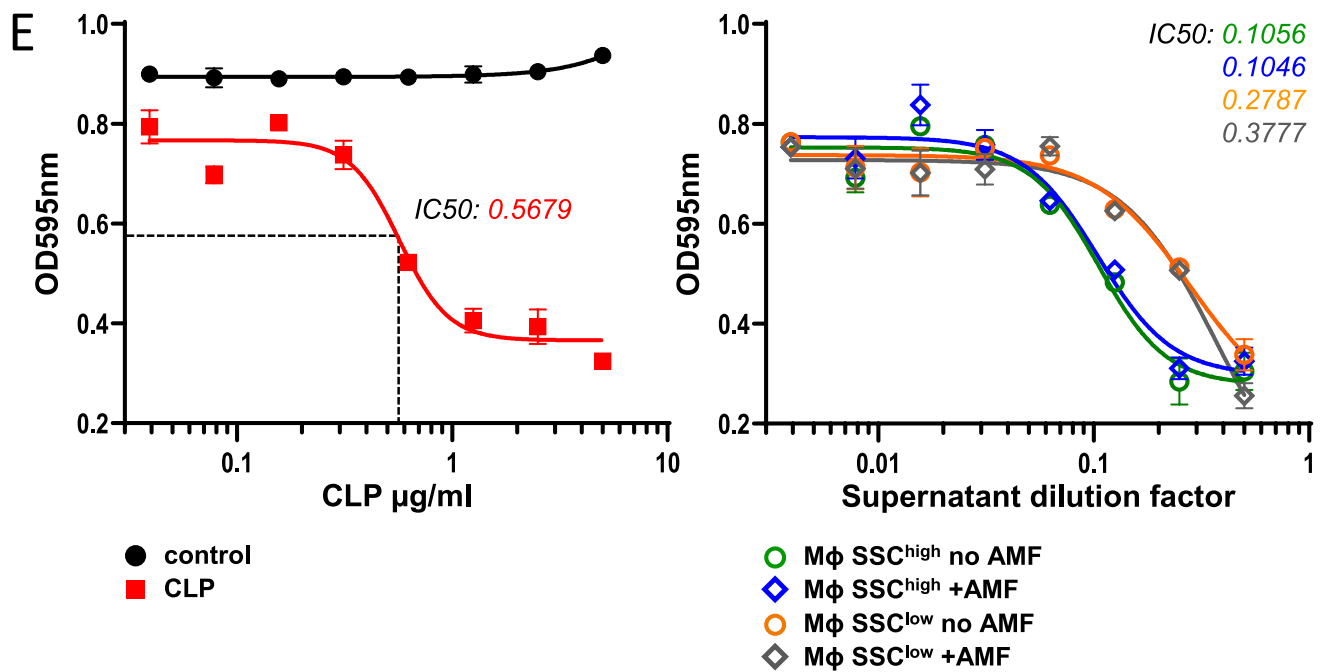 E
OD595nm
1.0
0.8
0.6
0.4
0.2
IC50: 0.5679
0.1
1
10
CLP µg/ml
control
CLP
OD595nm
1.0
0.8
0.6
0.4
0.2
IC50: 0.1056
0.1046
0.2787
0.3777
0.01
0.1
1
Supernatant dilution factor
Mφ SSChigh no AMF
Mφ SSChigh +AMF
Mφ SSClow no AMF
Mφ SSClow +AMF